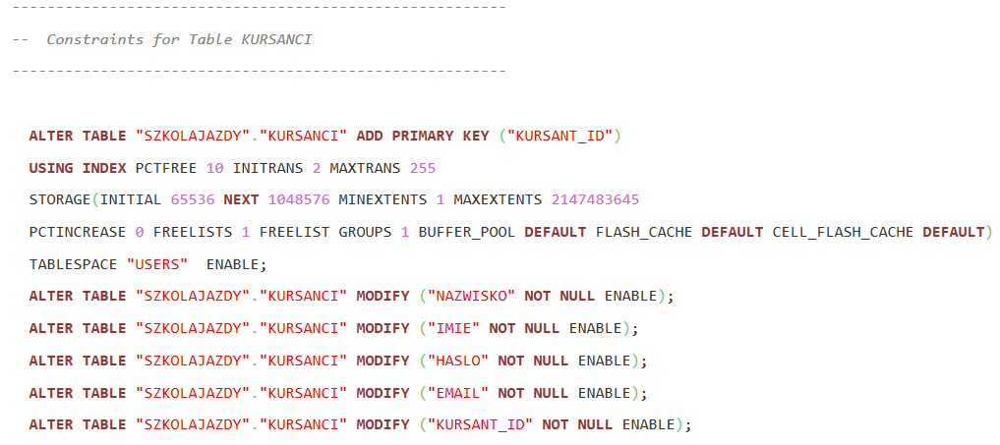 --------------------------------------------------------
--  Constraints for Table KURSANCI
--------------------------------------------------------
ALTER TABLE "SZKOLAJAZDY"."KURSANCI" ADD PRIMARY KEY ("KURSANT_ID")
USING INDEX PCTFREE 10 INITRANS 2 MAXTRANS 255
STORAGE(INITIAL 65536 NEXT 1048576 MINEXTENTS 1 MAXEXTENTS 2147483645
PCTINCREASE 0 FREELISTS 1 FREELIST GROUPS 1 BUFFER_POOL DEFAULT FLASH_CACHE DEFAULT CELL_FLASH_CACHE DEFAULT)
TABLESPACE "USERS"  ENABLE;
ALTER TABLE "SZKOLAJAZDY"."KURSANCI" MODIFY ("NAZWISKO" NOT NULL ENABLE);
ALTER TABLE "SZKOLAJAZDY"."KURSANCI" MODIFY ("IMIE" NOT NULL ENABLE);
ALTER TABLE "SZKOLAJAZDY"."KURSANCI" MODIFY ("HASLO" NOT NULL ENABLE);
ALTER TABLE "SZKOLAJAZDY"."KURSANCI" MODIFY ("EMAIL" NOT NULL ENABLE);
ALTER TABLE "SZKOLAJAZDY"."KURSANCI" MODIFY ("KURSANT_ID" NOT NULL ENABLE);